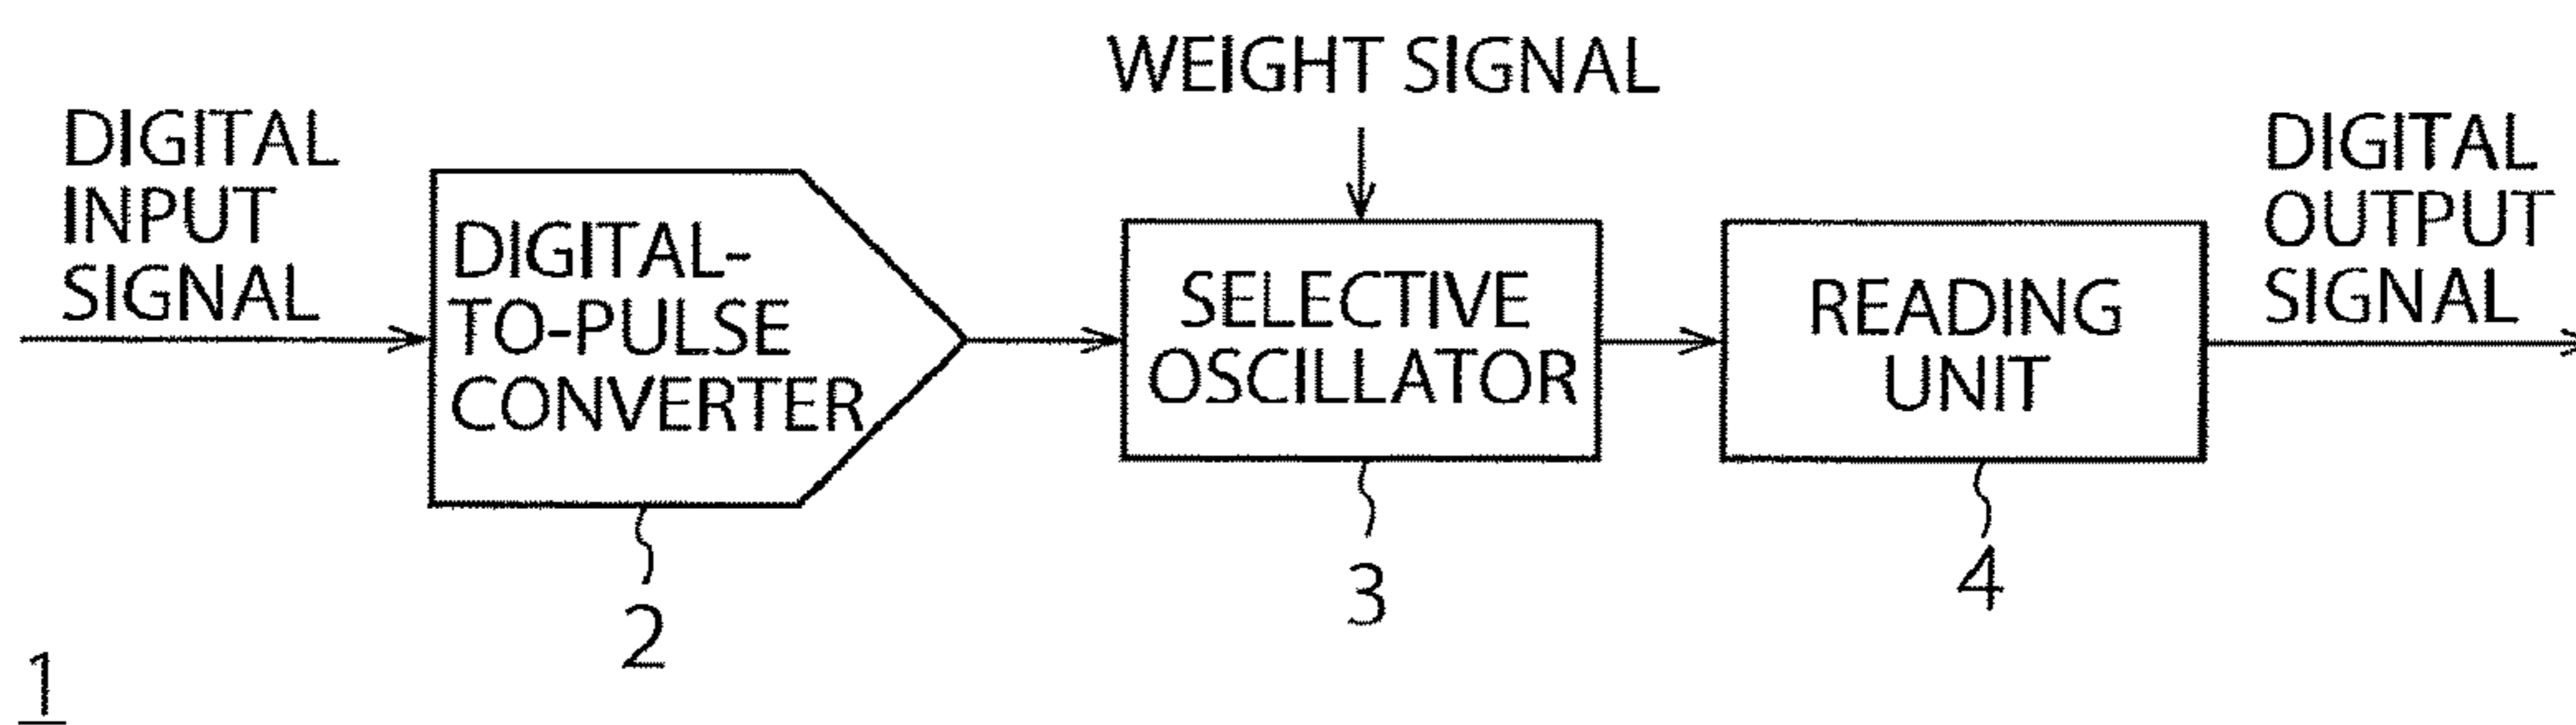 WEIGHT SIGNAL
DIGITAL
INPUT
SIGNAL
DIGITAL-
TO-PULSE
CONVERTER
SELECTIVE
OSCILLATOR
READING
UNIT
DIGITAL
OUTPUT
SIGNAL
2
3
4
1